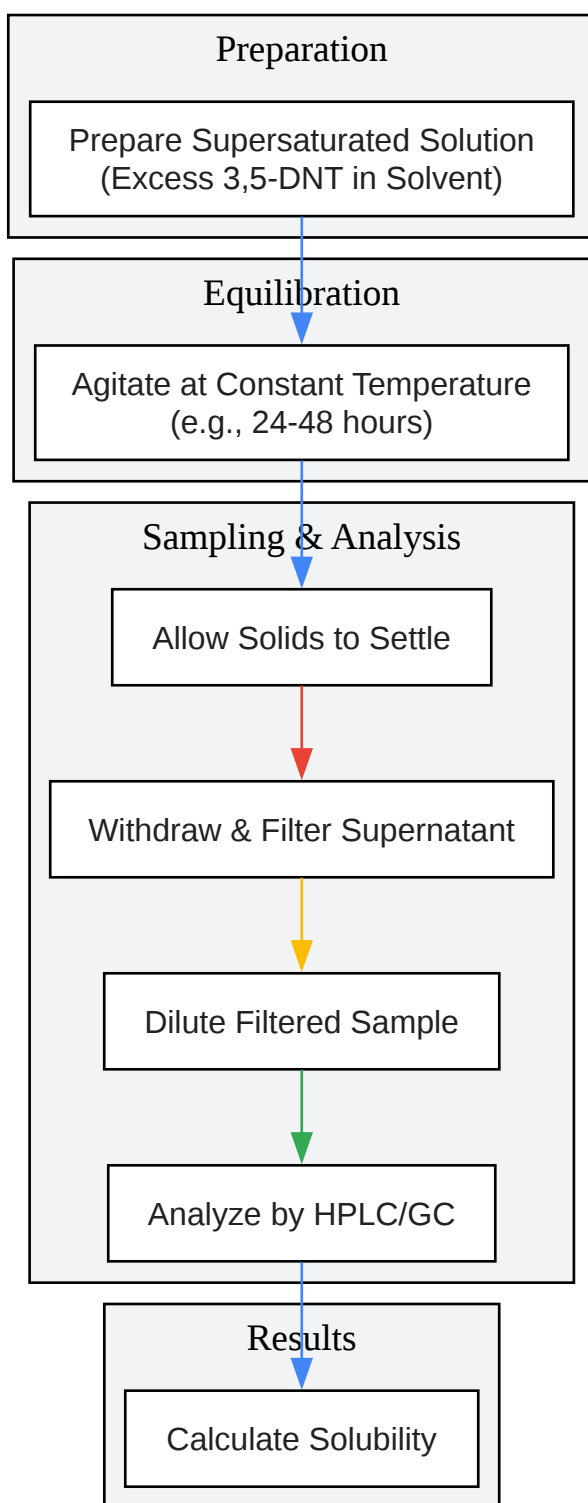 Preparation
Prepare Supersaturated Solution
(Excess 3,5-DNT in Solvent)
Equilibration
Agitate at Constant Temperature
(e.g., 24-48 hours)
Sampling & Analysis
Allow Solids to Settle
Withdraw & Filter Supernatant
Dilute Filtered Sample
Analyze by HPLC/GC
Results
Calculate Solubility